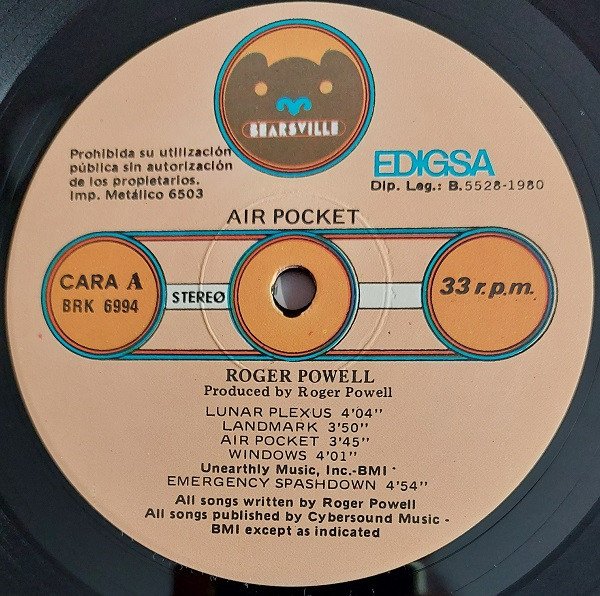 BEARSVILLE
Prohibida su utilización
pública sin autorización
de los propietarios.
Imp. Metálico 6503
EDIGSA
Dip. Leg.: B.5528-1980
AIR POCKET
CARA A
BRK 6994
STEREO
33 r.p.m.
ROGER POWELL
Produced by Roger Powell
LUNAR PLEXUS 4'04"
LANDMARK 3'50"
AIR POCKET 3'45"
WINDOWS 4'01"
Unearthly Music, Inc.-BMI
EMERGENCY SPASHDOWN 4'54"
All songs written by Roger Powell
All songs published by Cybersound Music -
BMI except as indicated